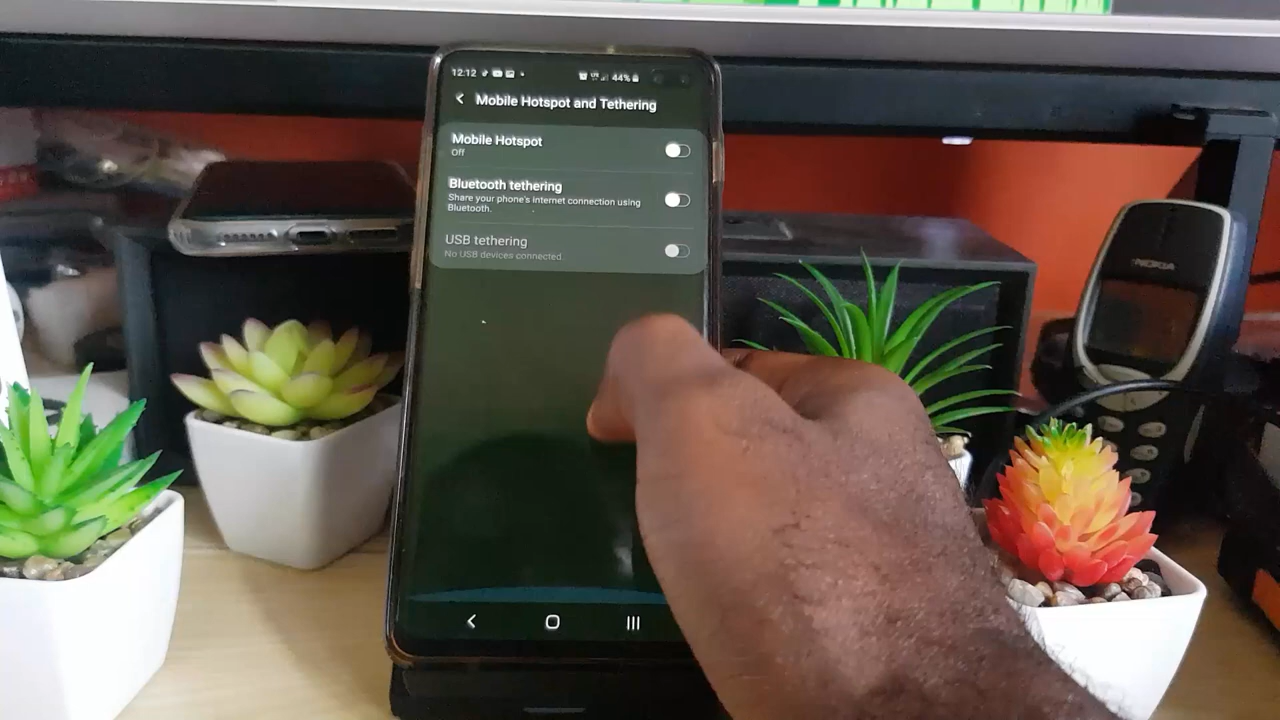 12:12 44%
Mobile Hotspot and Tethering
Mobile Hotspot
Off
Bluetooth tethering
Share your phone's internet connection using
Bluetooth.
USB tethering
No USB devices connected.
NOKIA